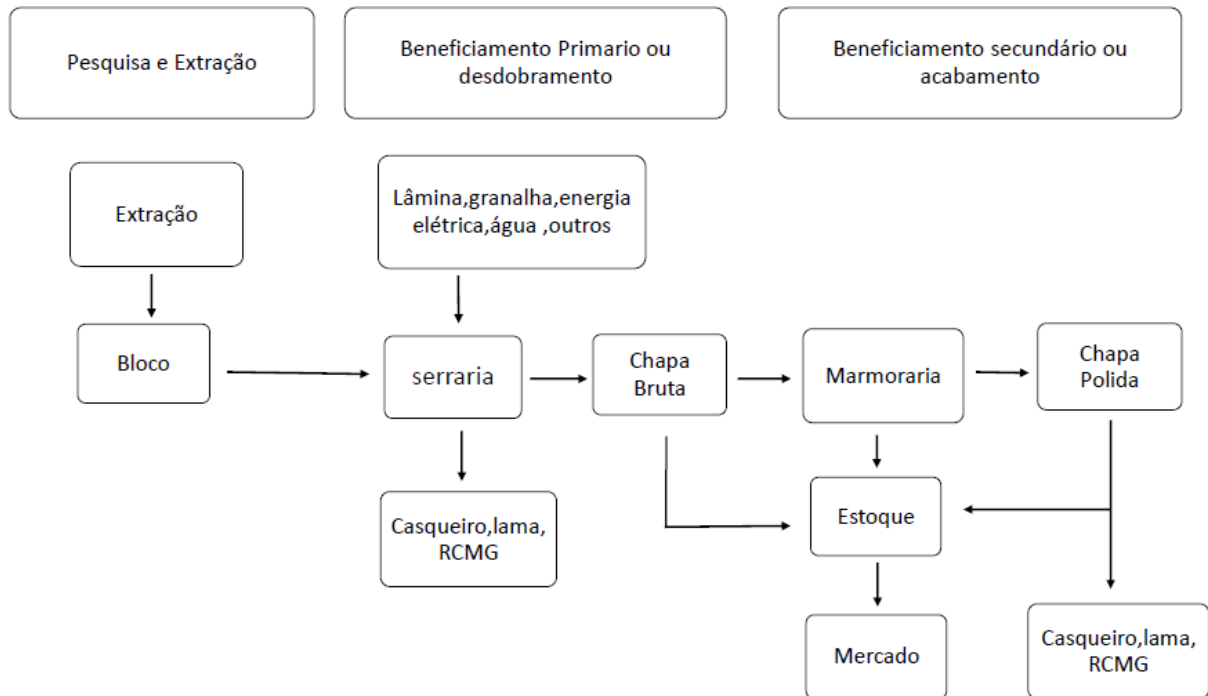 Pesquisa e Extração
Beneficiamento Primario ou
desdobramento
Beneficiamento secundário ou
acabamento
Extração
Lâmina,granalha,energia
elétrica,água ,outros
Bloco
serraria
Chapa
Bruta
Marmoraria
Chapa
Polida
Casqueiro,lama,
RCMG
Estoque
Mercado
Casqueiro,lama,
RCMG